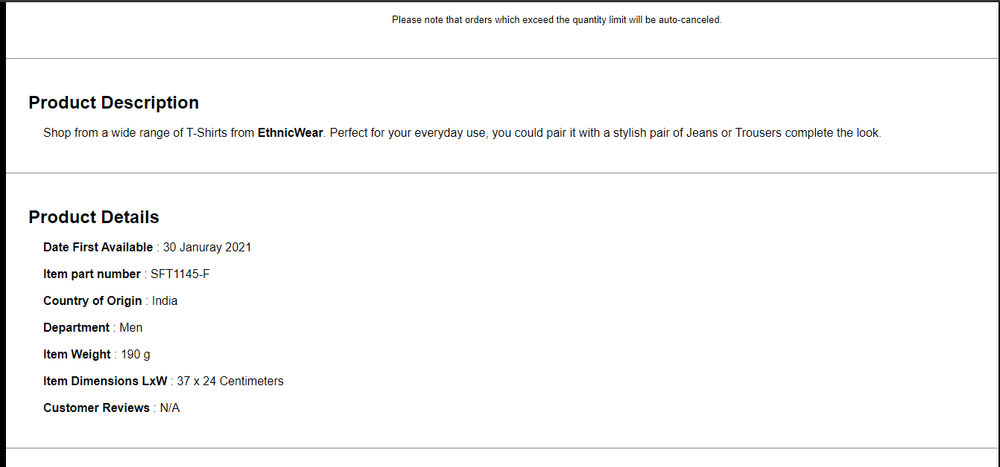 Please note that orders which exceed the quantity limit will be auto-canceled.
Product Description
Shop from a wide range of T-Shirts from EthnicWear. Perfect for your everyday use, you could pair it with a stylish pair of Jeans or Trousers complete the look.
Product Details
Date First Available : 30 Januray 2021
Item part number : SFT1145-F
Country of Origin : India
Department : Men
Item Weight : 190 g
Item Dimensions LxW : 37 x 24 Centimeters
Customer Reviews : N/A